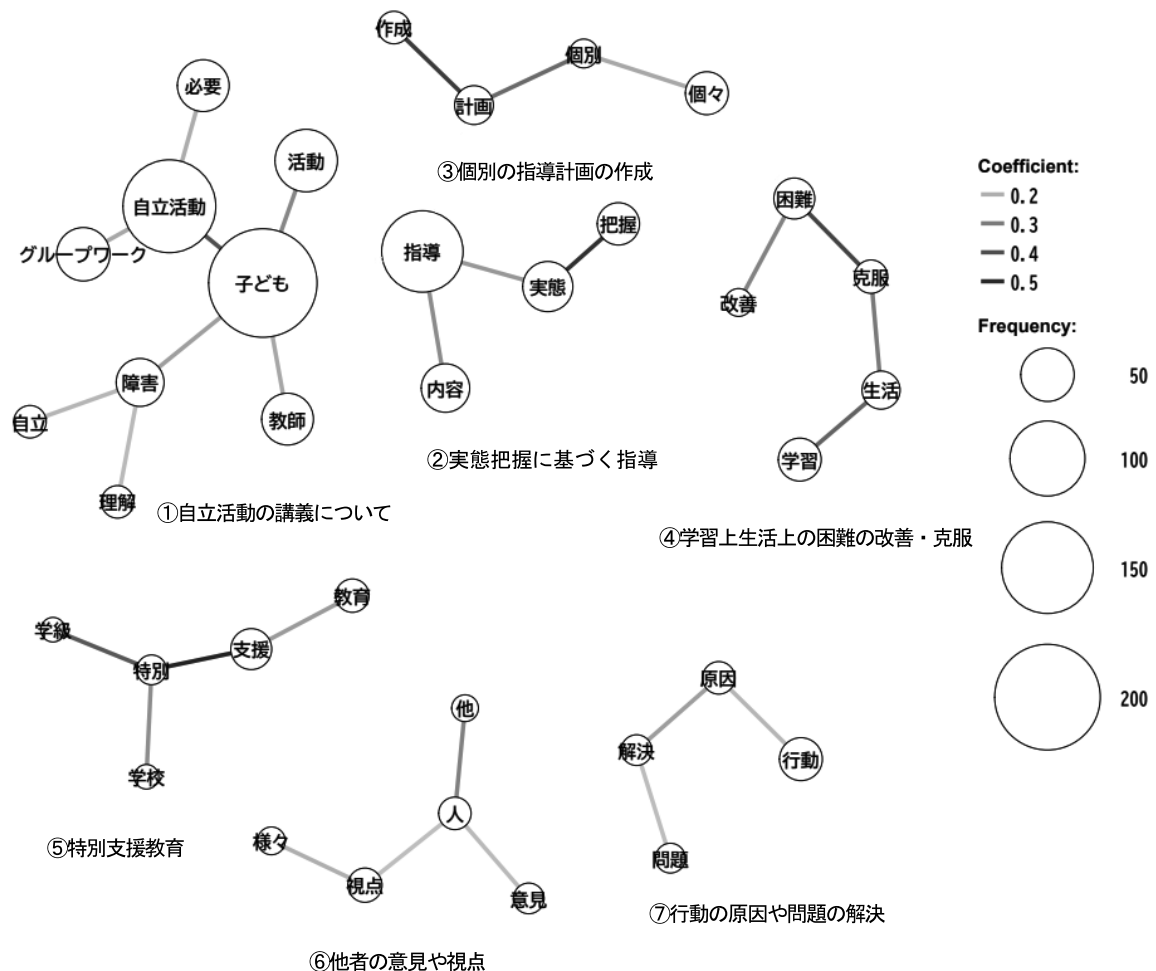 作成
個別
計画
個々
③個別の指導計画の作成
必要
活動
自立活動
グループワーク
子ども
障害
自立
教師
理解
①自立活動の講義について
指導
把握
実態
内容
②実態把握に基づく指導
困難
改善
克服
生活
学習
④学習上生活上の困難の改善・克服
Coefficient:
0.2
0.3
0.4
0.5
Frequency:
50
100
150
200
教育
学級
支援
特別
学校
⑤特別支援教育
他
人
様々
視点
意見
⑥他者の意見や視点
原因
解決
行動
問題
⑦行動の原因や問題の解決